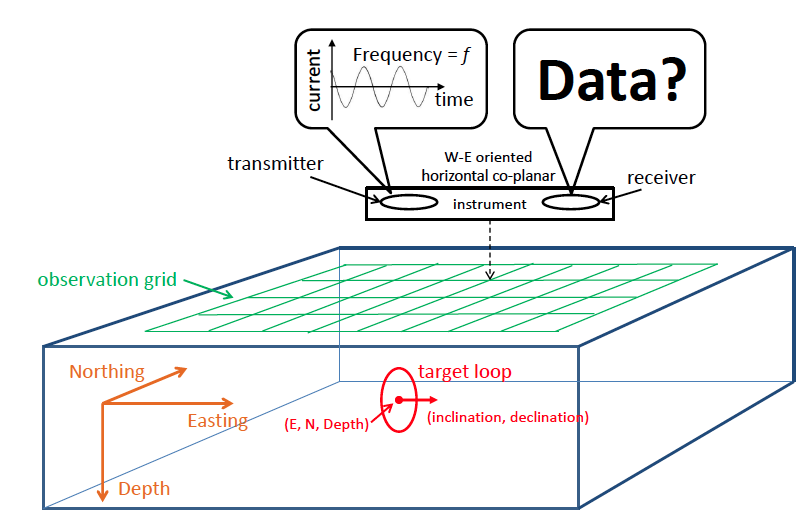 Frequency = f
current
time
Data?
transmitter
W-E oriented
horizontal co-planar
receiver
instrument
observation grid
Northing
target loop
Easting
(E, N, Depth)
(inclination, declination)
Depth